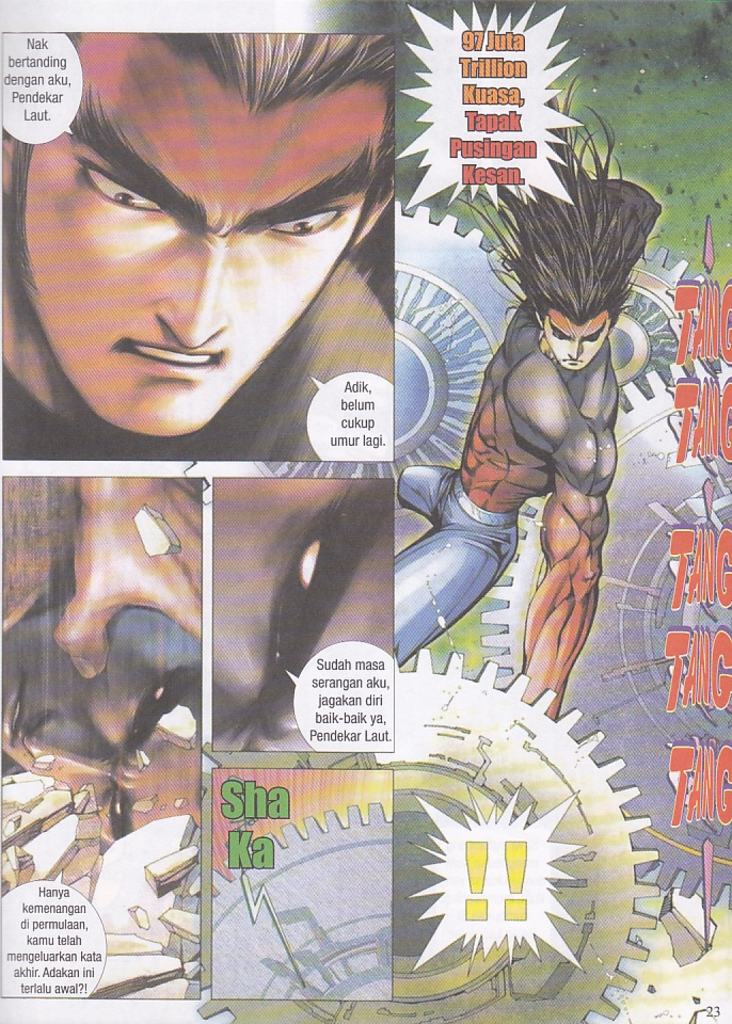 Nak
bertanding
dengan aku,
Pendekar
Laut.
Adik,
belum
cukup
umur lagi.
97 Juta
Trillion
Kuasa,
Tapak
Pusingan
Kesan.
TANG
TANG
TANG
TANG
TANG
Hanya
kemenangan
di permulaan,
kamu telah
mengeluarkan kata
akhir. Adakan ini
terlalu awal?!
Sudah masa
serangan aku,
jagakan diri
baik-baik ya,
Pendekar Laut.
Sha
Ka
!!
23